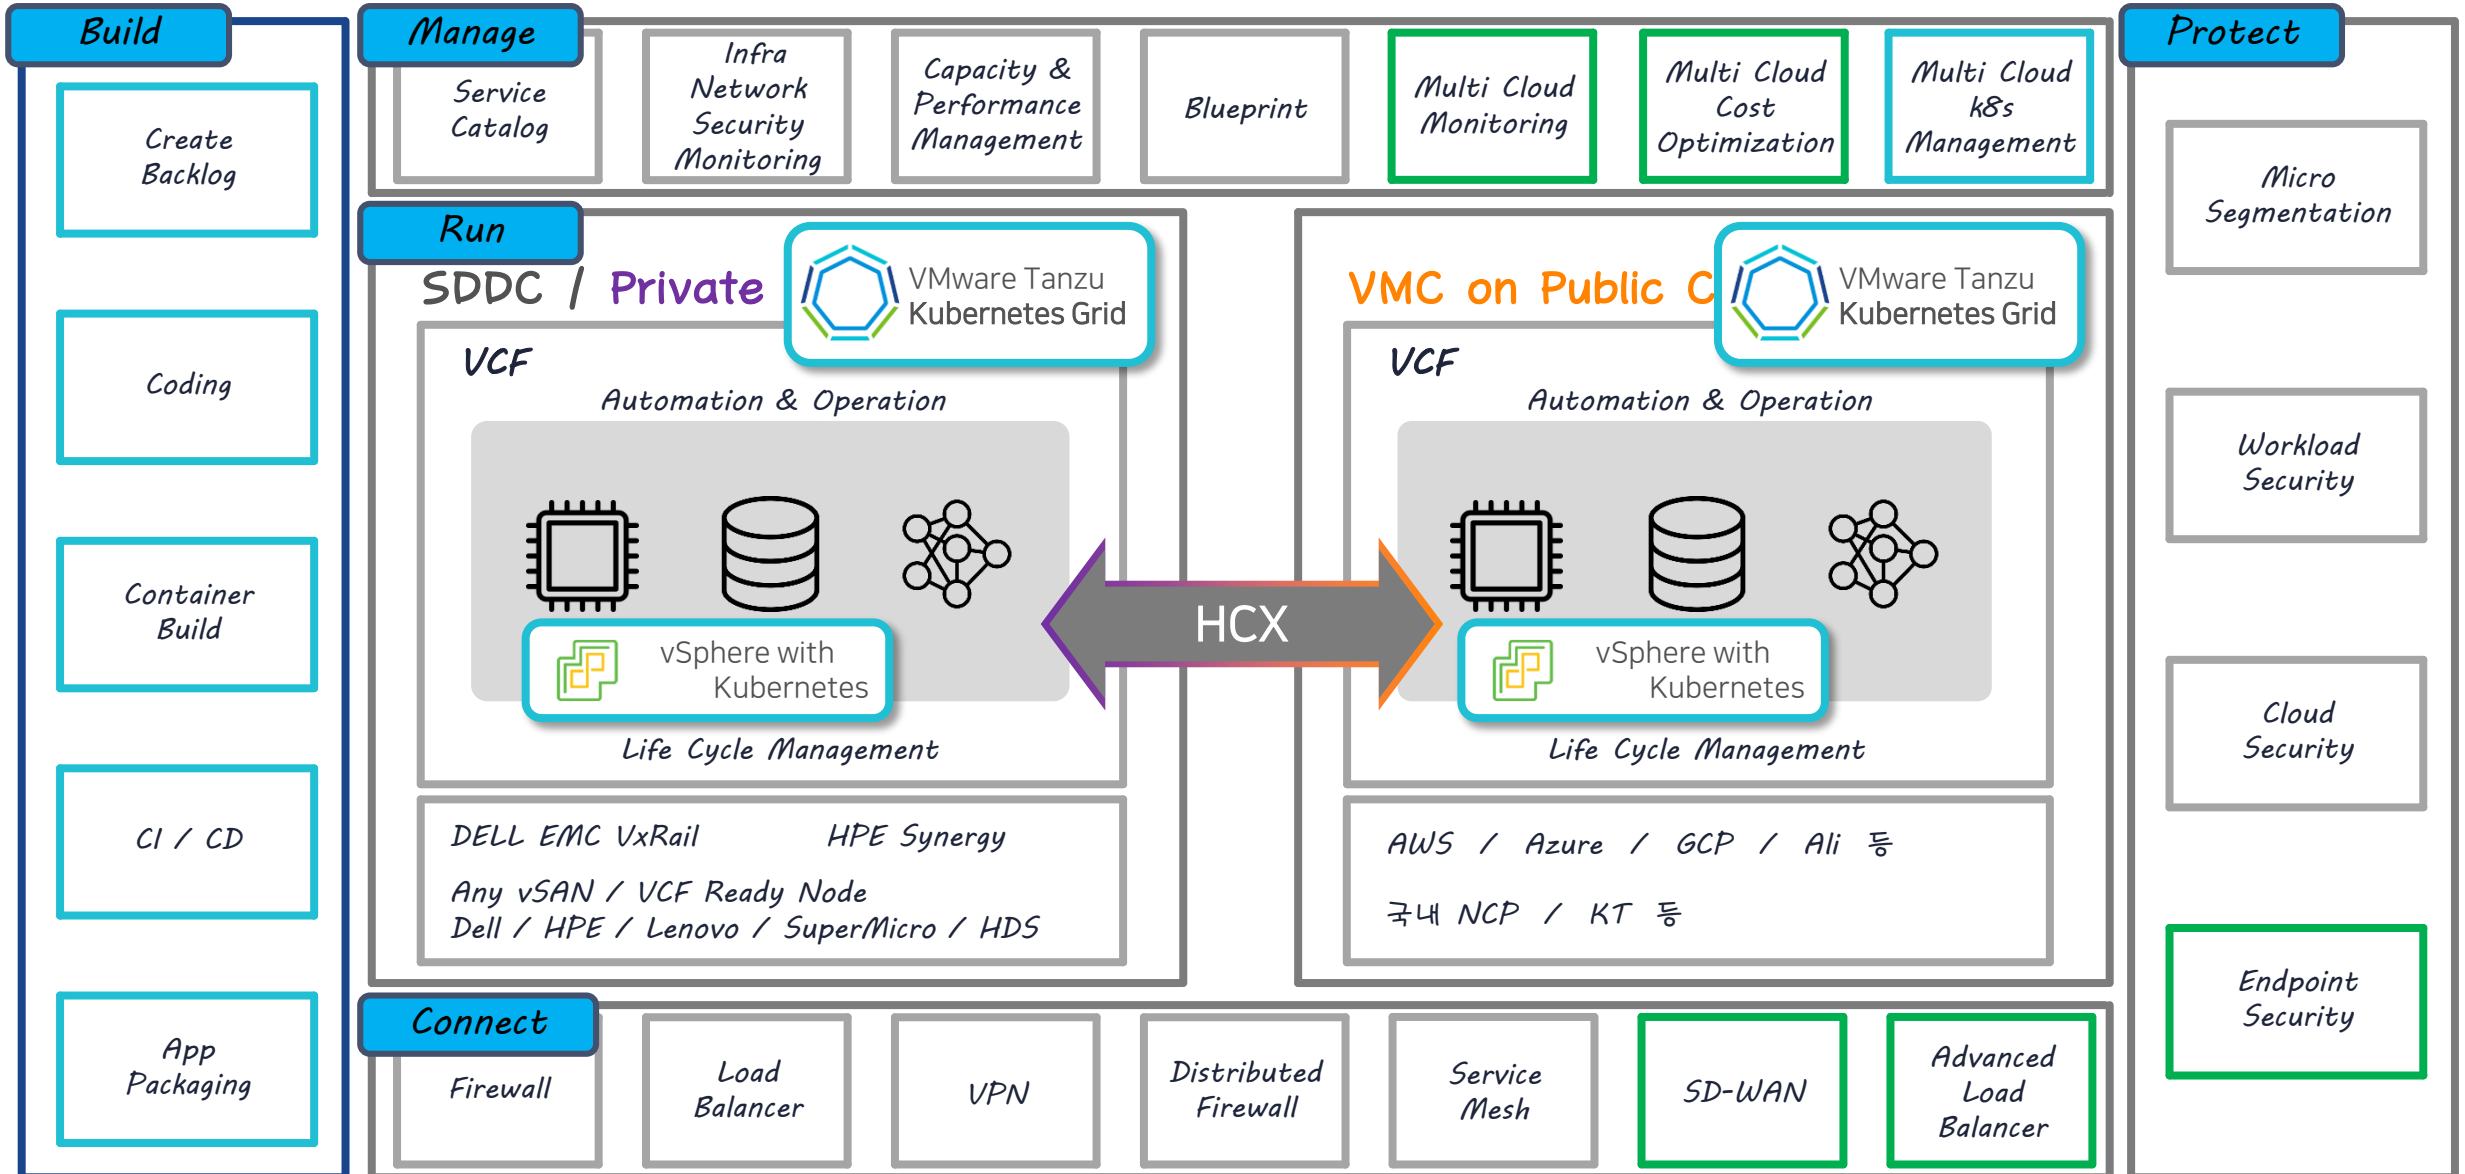 Build
Create
Backlog
Coding
Container
Build
CI / CD
App
Packaging
Manage
Service
Catalog
Infra
Network
Security
Monitoring
Capacity &
Performance
Management
Blueprint
Multi Cloud
Monitoring
Multi Cloud
Cost
Optimization
Multi Cloud
k8s
Management
Run
SDDC / Private
VMware Tanzu
Kubernetes Grid
VCF
Automation & Operation
vSphere with
Kubernetes
Life Cycle Management
DELL EMC VxRail HPE Synergy
Any vSAN / VCF Ready Node
Dell / HPE / Lenovo / SuperMicro / HDS
HCX
VMC on Public C
VMware Tanzu
Kubernetes Grid
VCF
Automation & Operation
vSphere with
Kubernetes
Life Cycle Management
AWS / Azure / GCP / Ali 등
국내 NCP / KT 등
Connect
Firewall
Load
Balancer
VPN
Distributed
Firewall
Service
Mesh
SD-WAN
Advanced
Load
Balancer
Protect
Micro
Segmentation
Workload
Security
Cloud
Security
Endpoint
Security